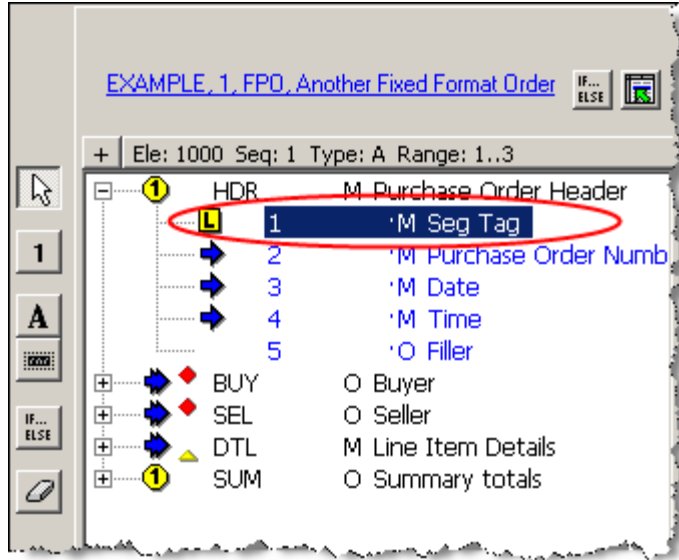 EXAMPLE, 1, FPO, Another Fixed Format Order
IF...
ELSE
+ Ele: 1000 Seq: 1 Type: A Range: 1..3
1 HDR M Purchase Order Header
L 1 'M Seg Tag
2 'M Purchase Order Numb
3 'M Date
4 'M Time
5 'O Filler
BUY O Buyer
SEL O Seller
DTL M Line Item Details
1 SUM O Summary totals
1
A
IF...
ELSE